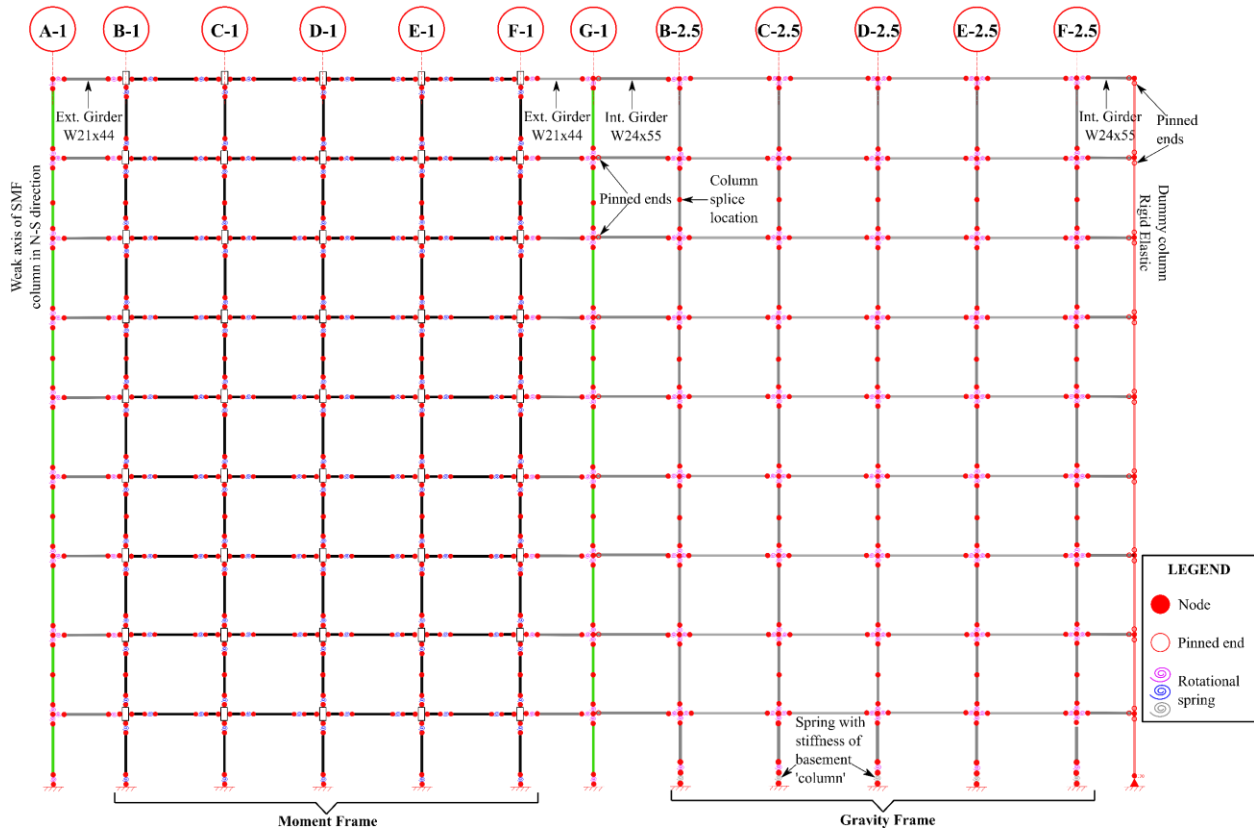 A-1
B-1
C-1
D-1
E-1
F-1
G-1
B-2.5
C-2.5
D-2.5
E-2.5
F-2.5
Ext. Girder
W21x44
Ext. Girder
W21x44
Int. Girder
W24x55
Int. Girder
W24x55
Pinned
ends
Weak axis of SMF
column in N-S direction
Pinned ends
Column
splice
location
Dummy column
Rigid Elastic
LEGEND
Node
Pinned end
Rotational
spring
Spring with
stiffness of
basement
'column'
Moment Frame
Gravity Frame